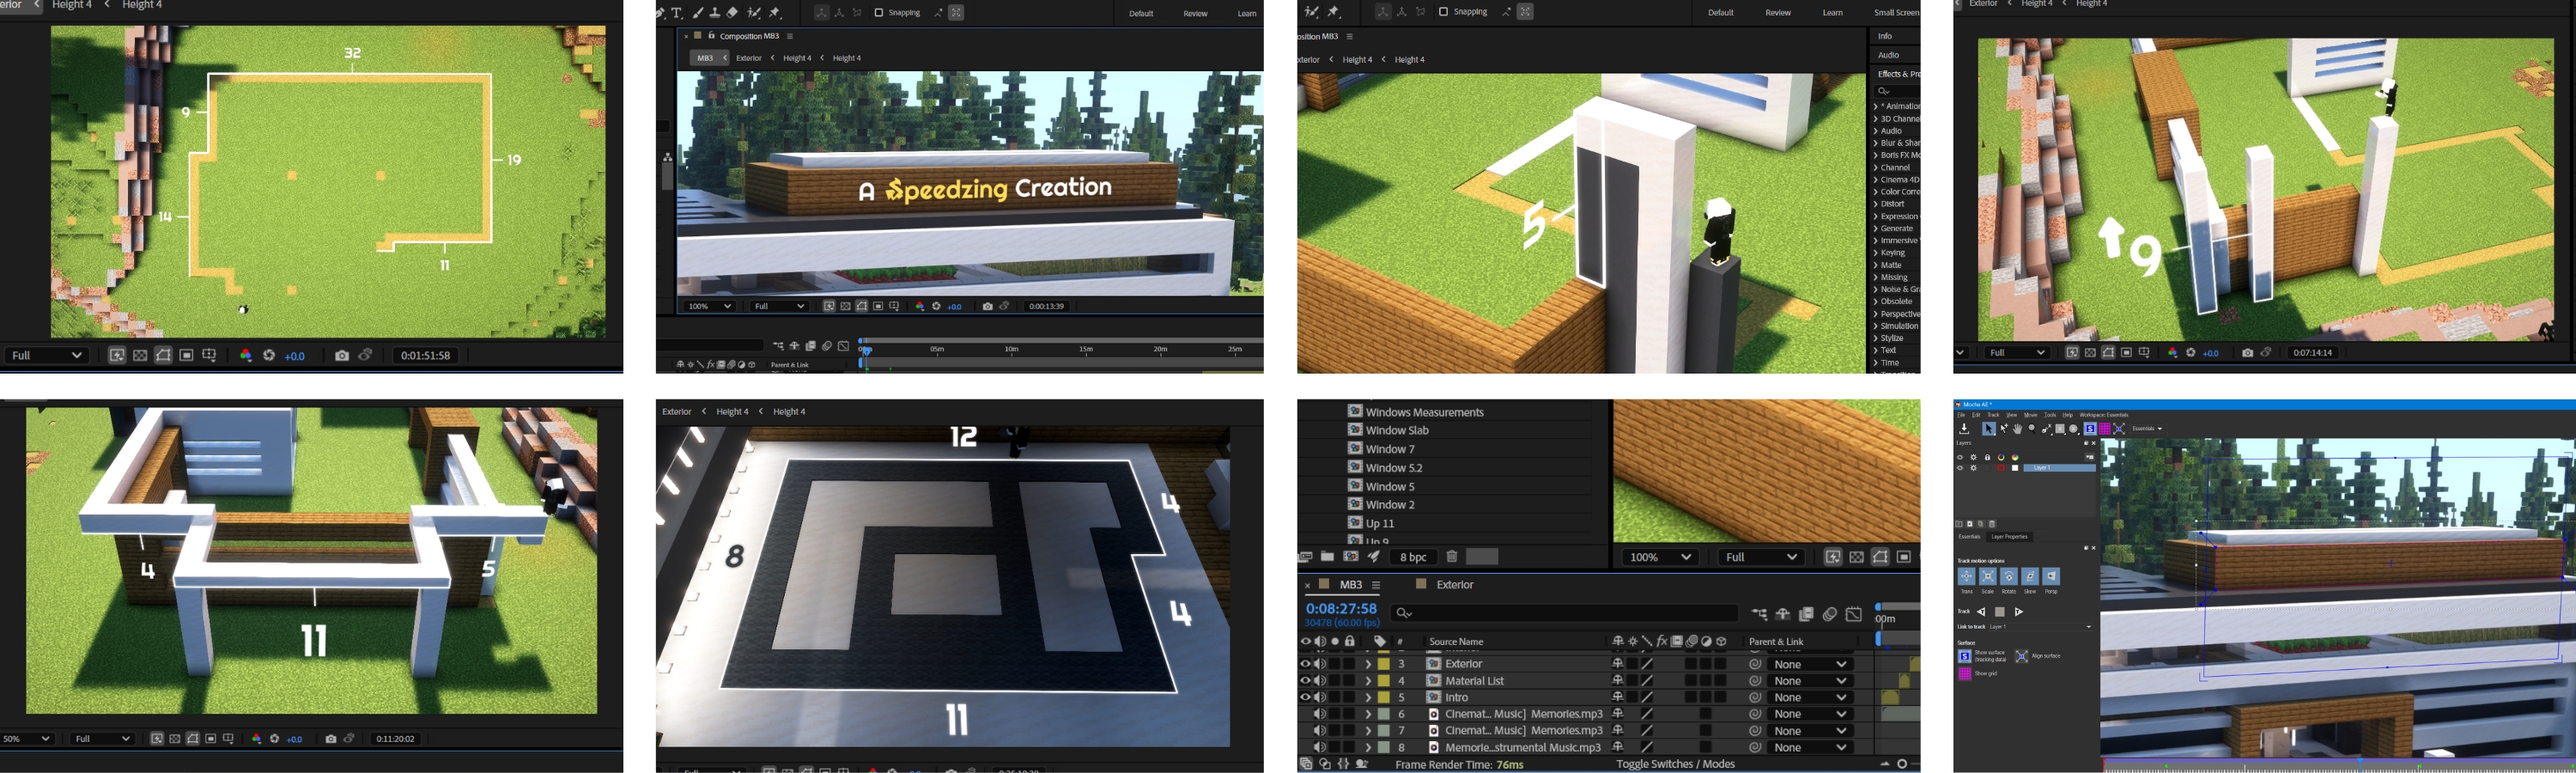 erior < Height 4 < Height 4
32
9
19
14
11
Full
+0.0
0:01:51:58
Snapping
Default
Review
Learn
Composition MB3
MB3
Exterior < Height 4 < Height 4
A Speedzing Creation
100%
Full
+0.0
0:00:13:39
05m
10m
15m
20m
25m
Parent & Link
Snapping
Default
Review
Learn
Small Screen
osition MB3
xterior < Height 4 < Height 4
5
Info
Audio
Effects & Pre
* Animatio
3D Channe
Audio
Blur & Shar
Boris FX Mo
Channel
Cinema 4D
Color Corre
Distort
Expression
Generate
Immersive
Keying
Matte
Missing
Noise & Gra
Obsolete
Perspective
Simulation
Stylize
Text
Time
Exterior < Height 4 < Height 4
9
Full
+0.0
0:07:14:14
4
5
11
50%
Full
+0.0
0:11:20:02
Exterior < Height 4 < Height 4
12
4
8
4
11
Windows Measurements
Window Slab
Window 7
Window 5.2
Window 5
Window 2
Up 11
Up 9
8 bpc
100%
Full
MB3
Exterior
0:08:27:58
30478 (60.00 fps)
:00m
#
Source Name
Parent & Link
3 Exterior None
4 Material List None
5 Intro None
6 Cinemat... Music] Memories.mp3 None
7 Cinemat... Music] Memories.mp3 None
8 Memorie...strumental Music.mp3 None
Frame Render Time: 76ms
Toggle Switches / Modes
Mocha AE *
File Edit Track View Movie Tools Help Workspace: Essentials
Essentials
Layers
Layer 1
Essentials
Layer Properties
Track motion options
Trans Scale Rotate Skew Persp
Track
Link to track Layer 1
Surface
Show surface
(tracking data)
Align surface
Show grid